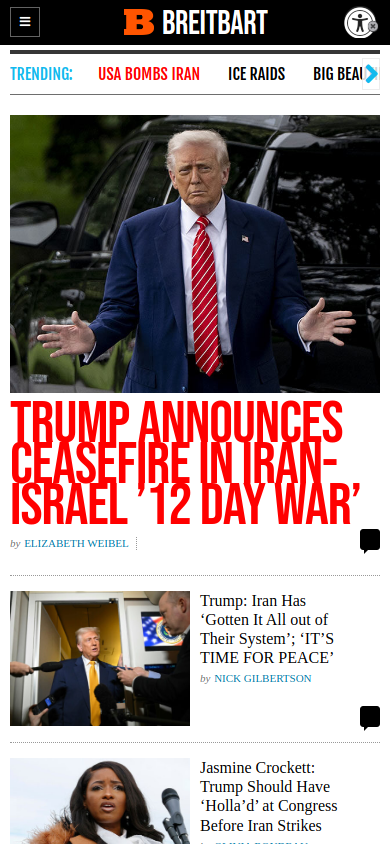 B BREITBART
TRENDING: USA BOMBS IRAN ICE RAIDS BIG BEAU
TRUMP ANNOUNCES
CEASEFIRE IN IRAN-
ISRAEL ’12 DAY WAR’
by ELIZABETH WEIBEL
Trump: Iran Has
‘Gotten It All out of
Their System’; ‘IT’S
TIME FOR PEACE’
by NICK GILBERTSON
Jasmine Crockett:
Trump Should Have
‘Holla’d’ at Congress
Before Iran Strikes